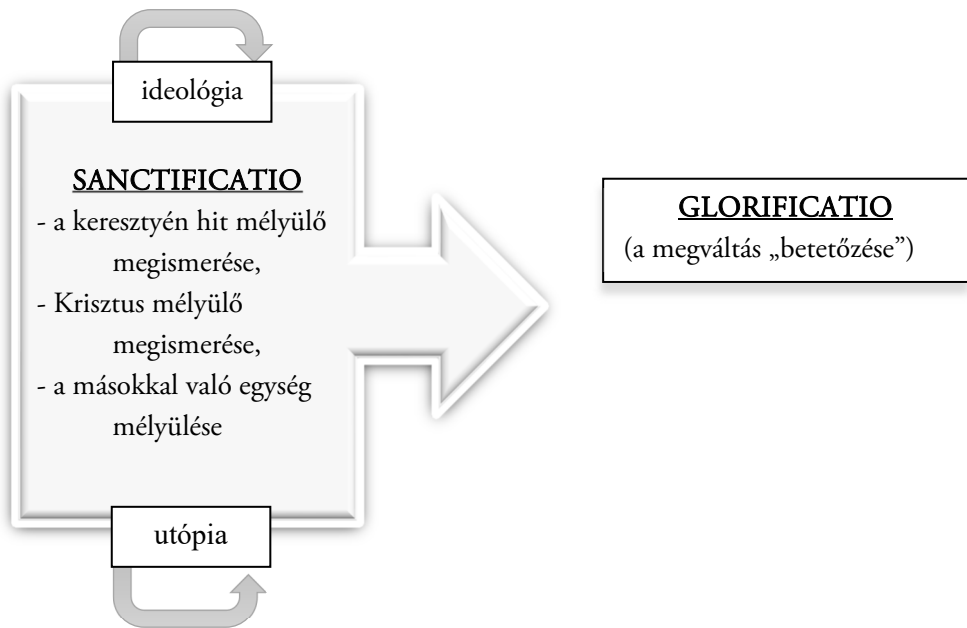 ideológia
SANCTIFICATIO
- a keresztyén hit mélyülő
megismerése,
- Krisztus mélyülő
megismerése,
- a másokkal való egység
mélyülése
utópia
GLORIFICATIO
(a megváltás „betetőzése”)